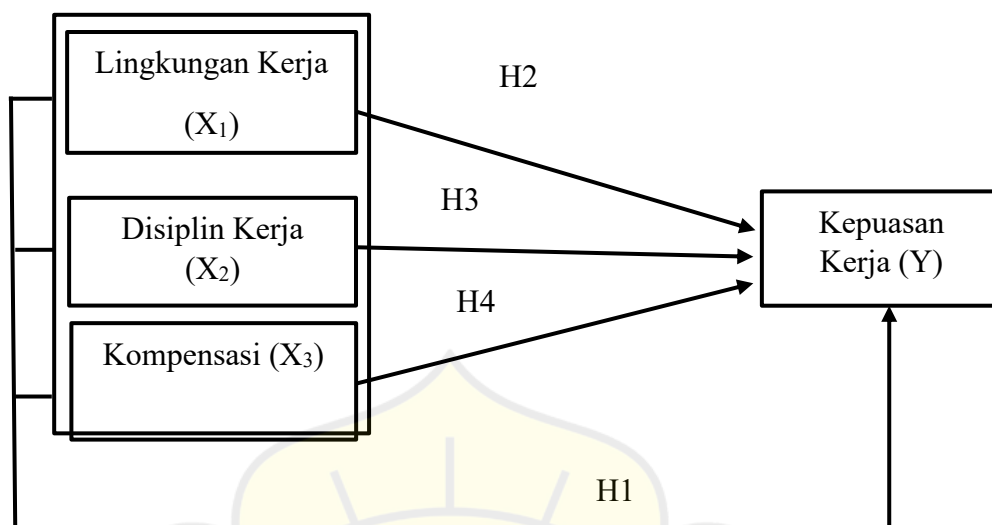 Lingkungan Kerja
(X₁)
H2
H3
Disiplin Kerja
(X₂)
Kepuasan
Kerja (Y)
H4
Kompensasi (X₃)
H1